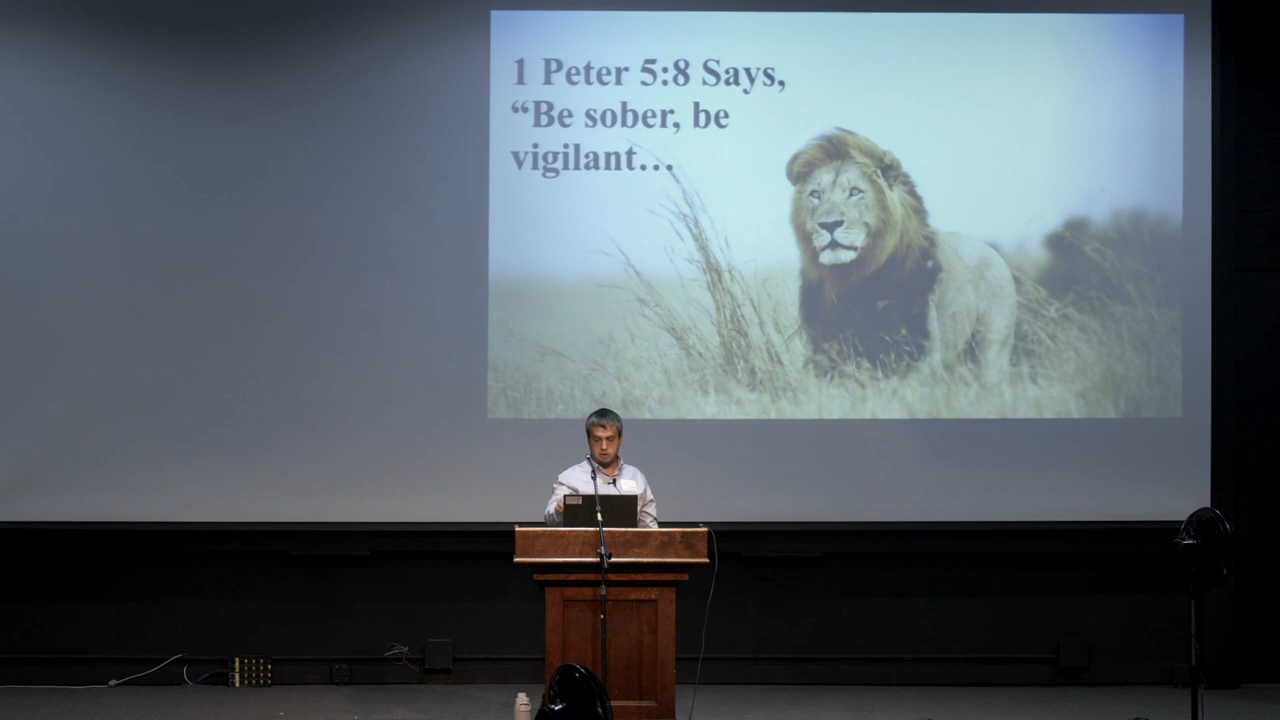 1 Peter 5:8 Says,
“Be sober, be
vigilant…